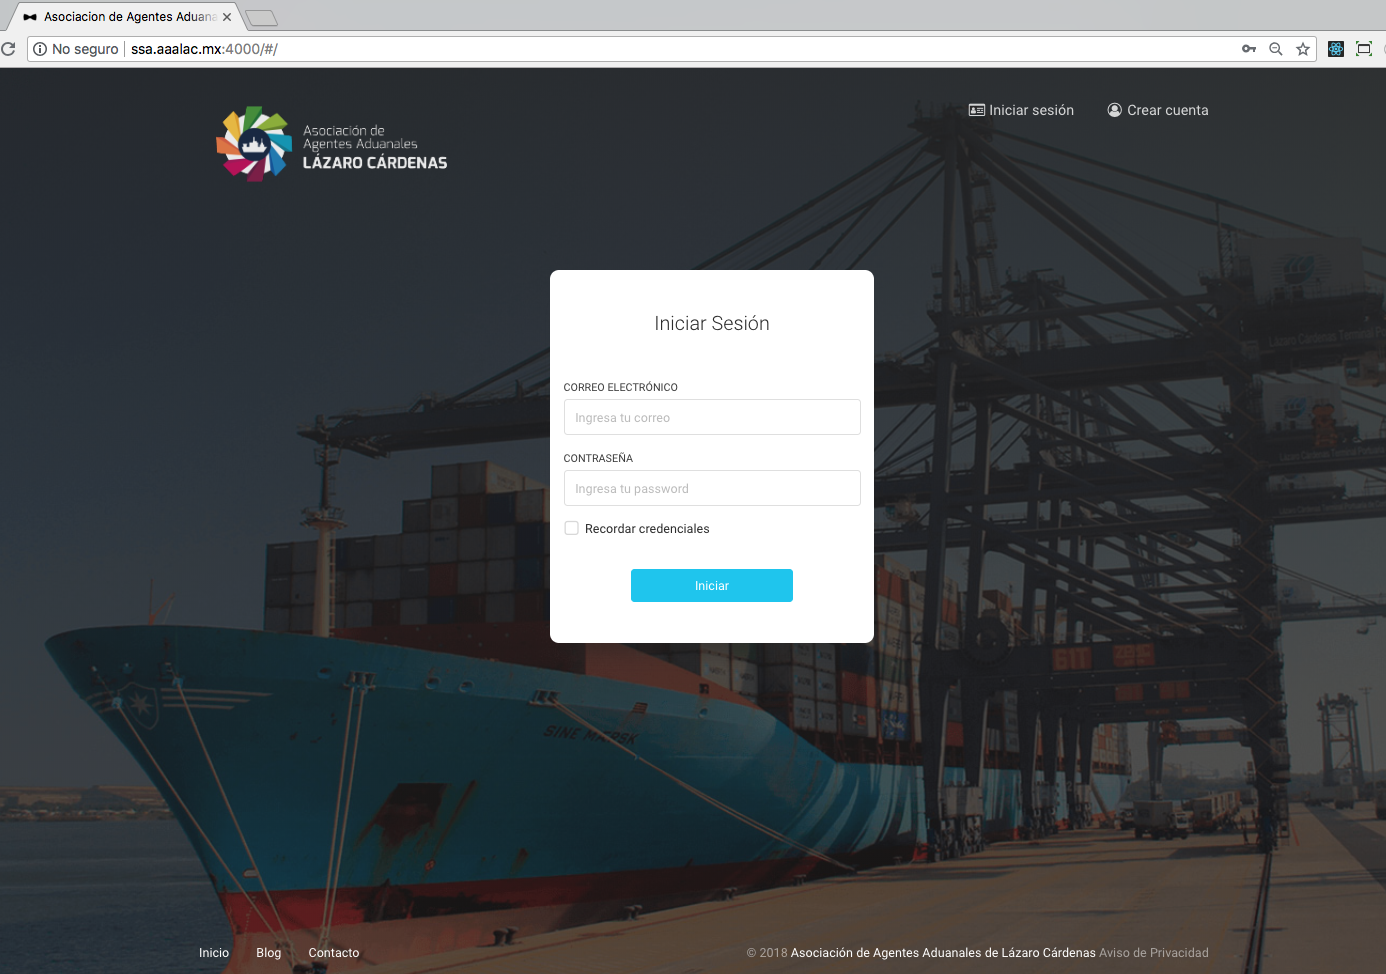 Asociacion de Agentes Aduana
No seguro
ssa.aaalac.mx:4000/#/
Iniciar sesión
Crear cuenta
Asociación de
Agentes Aduanales
LÁZARO CÁRDENAS
Iniciar Sesión
CORREO ELECTRÓNICO
Ingresa tu correo
CONTRASEÑA
Ingresa tu password
Recordar credenciales
Iniciar
SINE MÆRSK
Inicio
Blog
Contacto
© 2018 Asociación de Agentes Aduanales de Lázaro Cárdenas Aviso de Privacidad